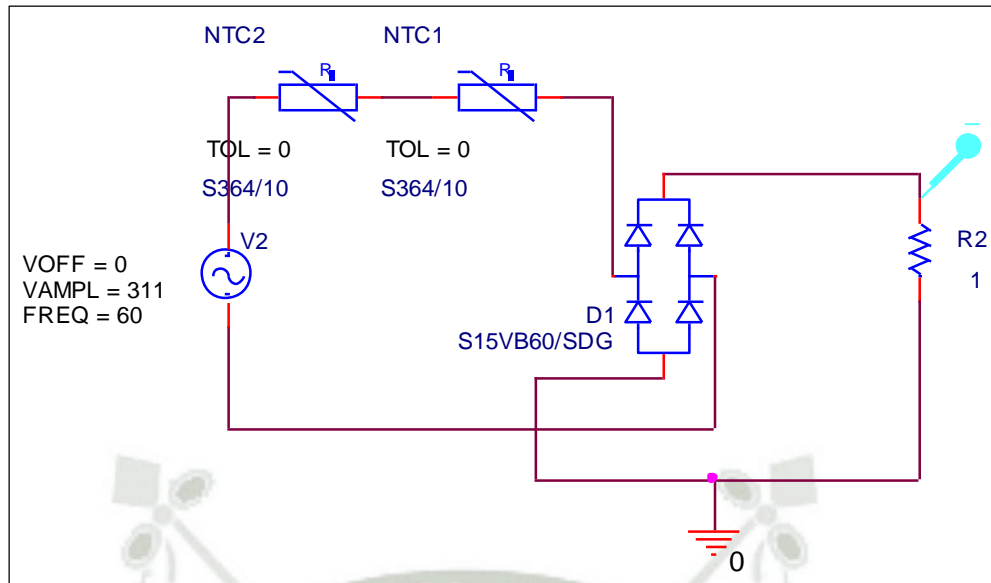 NTC2
NTC1
R
R
TOL = 0
TOL = 0
S364/10
S364/10
V2
VOFF = 0
VAMPL = 311
FREQ = 60
R2
1
D1
S15VB60/SDG
0